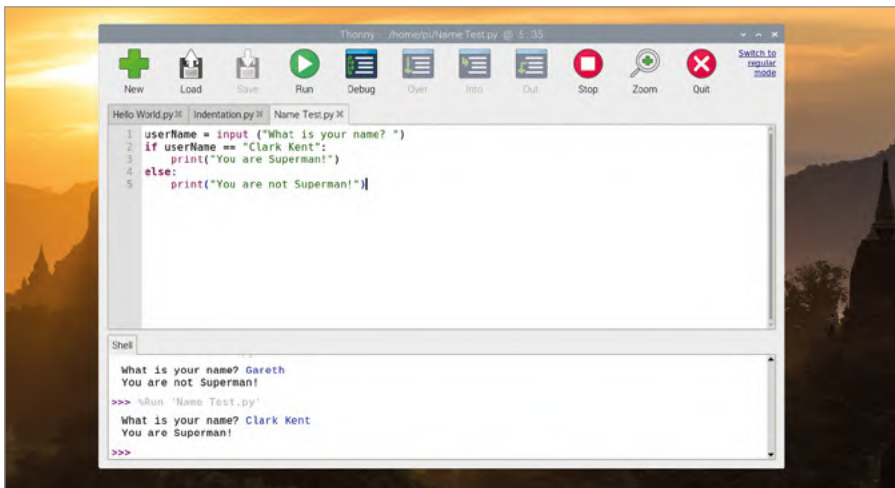 Thonny - /home/pi/Name Test.py @ 5 : 35
Switch to
regular
mode
New Load Save Run Debug Over Into Out Stop Zoom Quit
Hello World.py Indentation.py Name Test.py
1 userName = input ("What is your name? ")
2 if userName == "Clark Kent":
3 print("You are Superman!")
4 else:
5 print("You are not Superman!")
Shell
What is your name? Gareth
You are not Superman!
>>> %Run 'Name Test.py'
What is your name? Clark Kent
You are Superman!
>>>